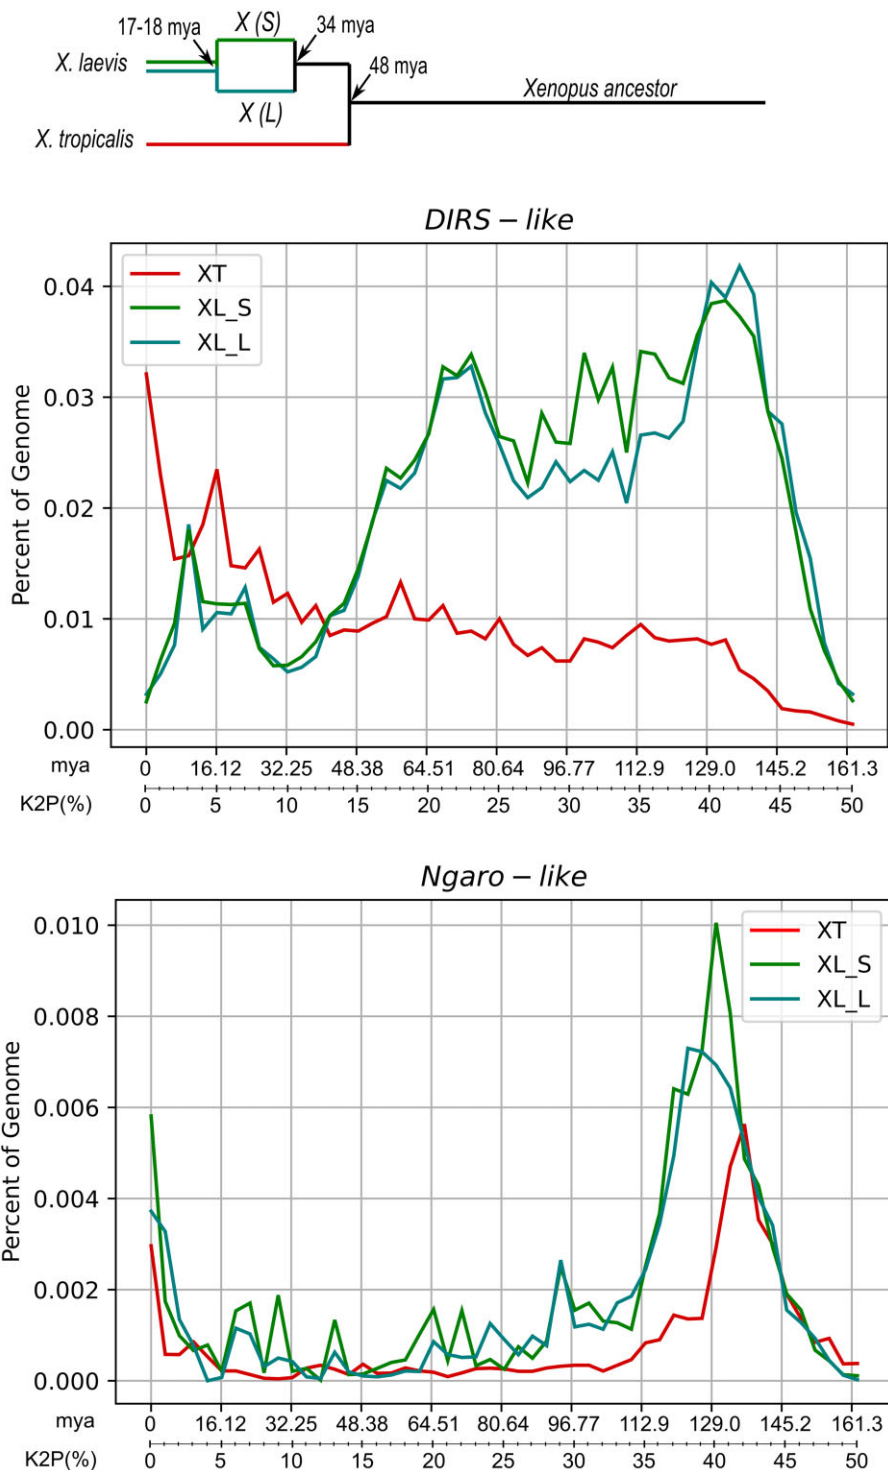 17-18 mya
X (S)
34 mya
X. laevis
48 mya
Xenopus ancestor
X (L)
X. tropicalis
DIRS – like
XT
XL_S
XL_L
0.04
0.03
0.02
0.01
0.00
Percent of Genome
mya
0 16.12 32.25 48.38 64.51 80.64 96.77 112.9 129.0 145.2 161.3
K2P(%)
0 5 10 15 20 25 30 35 40 45 50
Ngaro – like
XT
XL_S
XL_L
0.010
0.008
0.006
0.004
0.002
0.000
Percent of Genome
mya
0 16.12 32.25 48.38 64.51 80.64 96.77 112.9 129.0 145.2 161.3
K2P(%)
0 5 10 15 20 25 30 35 40 45 50